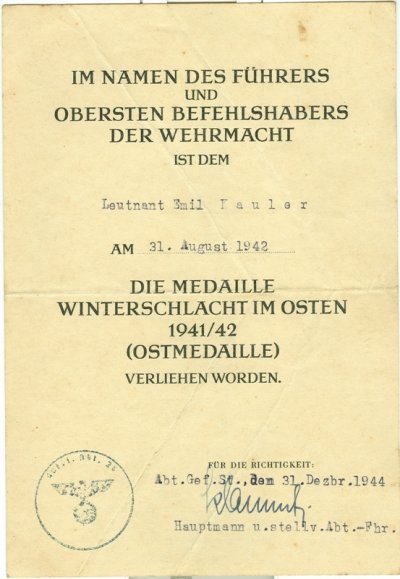 IM NAMEN DES FÜHRERS
UND
OBERSTEN BEFEHLSHABERS
DER WEHRMACHT
IST DEM
Leutnant Emil Kauler
AM 31. August 1942
DIE MEDAILLE
WINTERSCHLACHT IM OSTEN
1941/42
(OSTMEDAILLE)
VERLIEHEN WORDEN.
FÜR DIE RICHTIGKEIT:
Abt.Gef.St., den 31.Dezbr.1944
Hauptmann u.stellv.Abt.-Fhr.